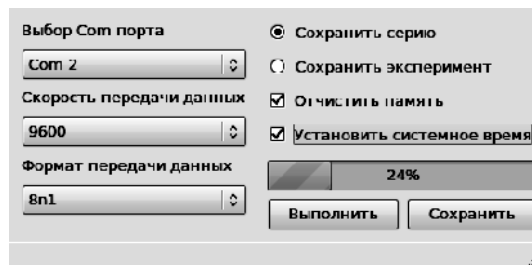 Выбор Com порта
Com 2
Скорость передачи данных
9600
Формат передачи данных
8n1
Сохранить серию
Сохранить эксперимент
Отчистить память
Установить системное время
24%
Выполнить
Сохранить